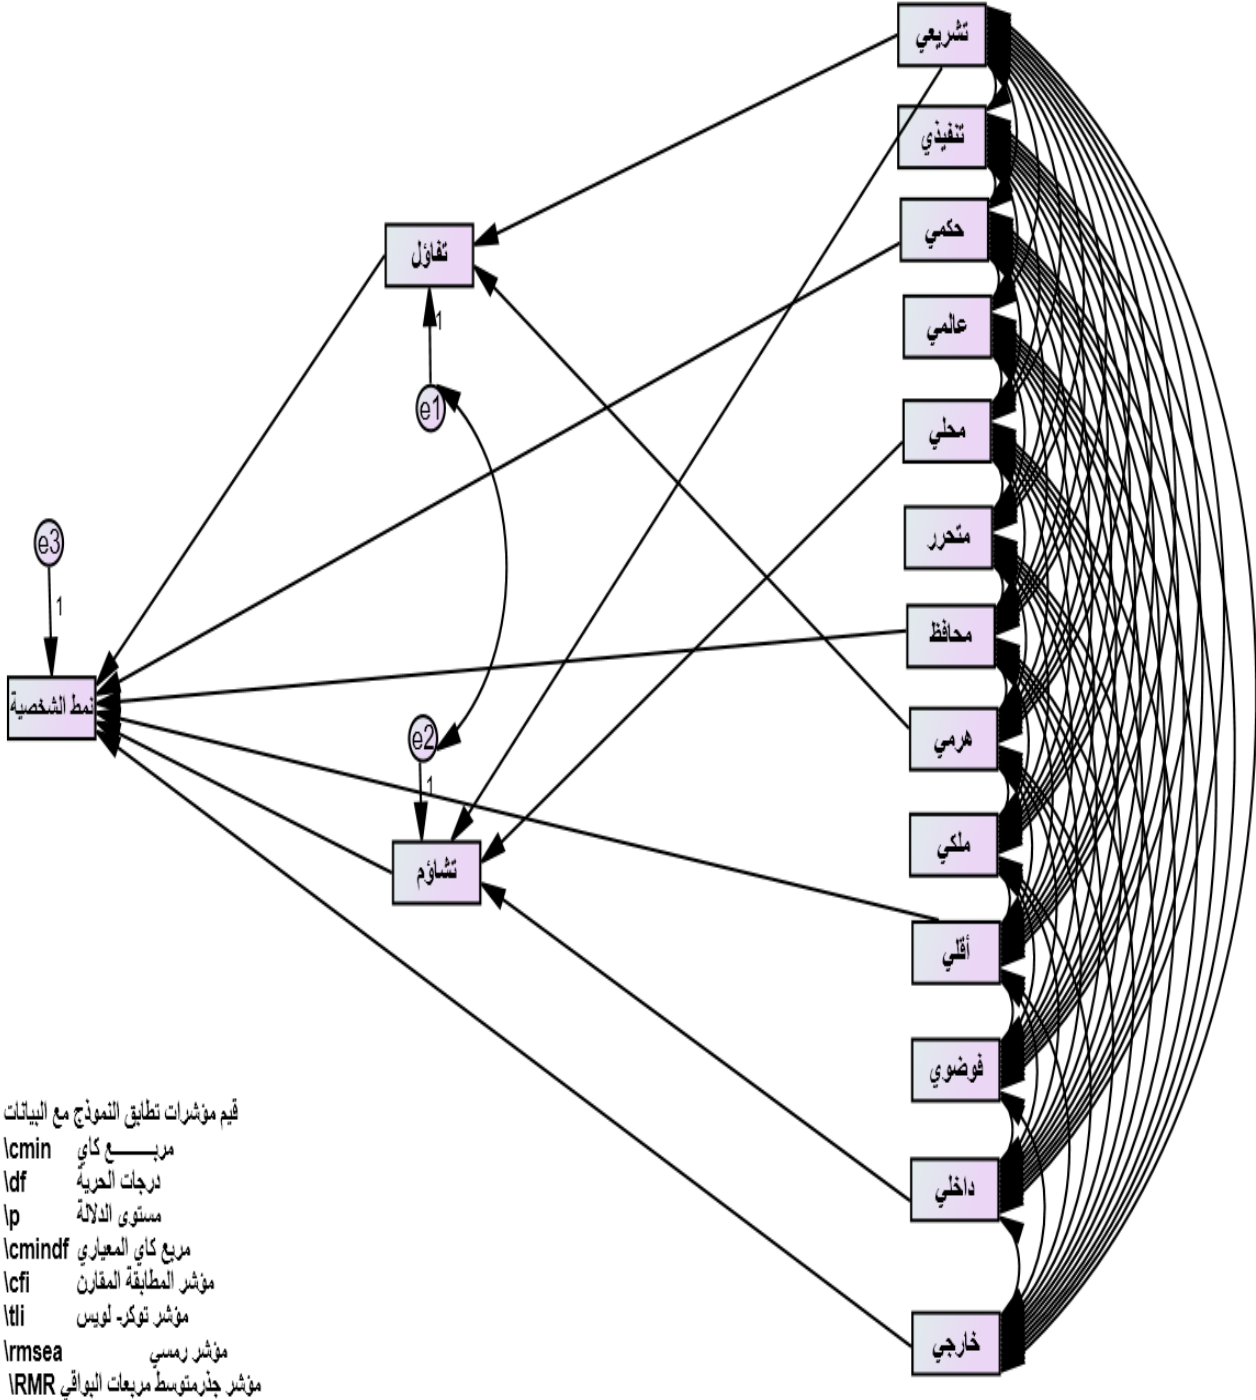 تشريعي
تنفيذي
حكمي
عالمي
محلي
متحرر
محافظ
هرمي
ملكي
أقلي
فوضوي
داخلي
خارجي
تفاؤل
1
e1
e2
1
تشاؤم
e3
1
نمط الشخصية
قيم مؤشرات تطابق النموذج مع البيانات
\cmin مربـــــع كاي
\df درجات الحرية
\p مستوى الدلالة
\cmindf مربع كاي المعياري
\cfi مؤشر المطابقة المقارن
\tli مؤشر توكر- لويس
\rmsea مؤشر رمسي
\RMR مؤشر جذرمتوسط مربعات البواقي